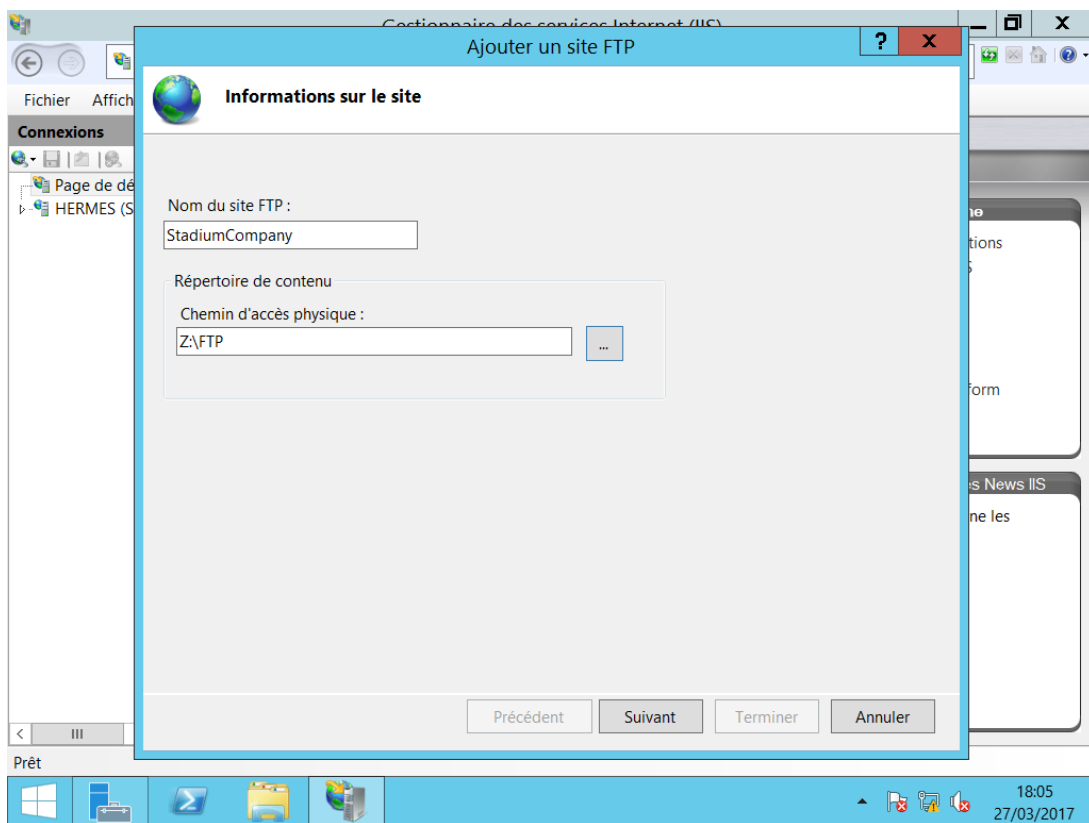 Gestionnaire des services Internet (IIS)
Ajouter un site FTP
?
X
X
Fichier Affich
Informations sur le site
Connexions
Page de dé
HERMES (S
Nom du site FTP :
StadiumCompany
Répertoire de contenu
Chemin d'accès physique :
Z:\FTP
...
tions
form
es News IIS
ne les
Précédent
Suivant
Terminer
Annuler
Prêt
18:05
27/03/2017